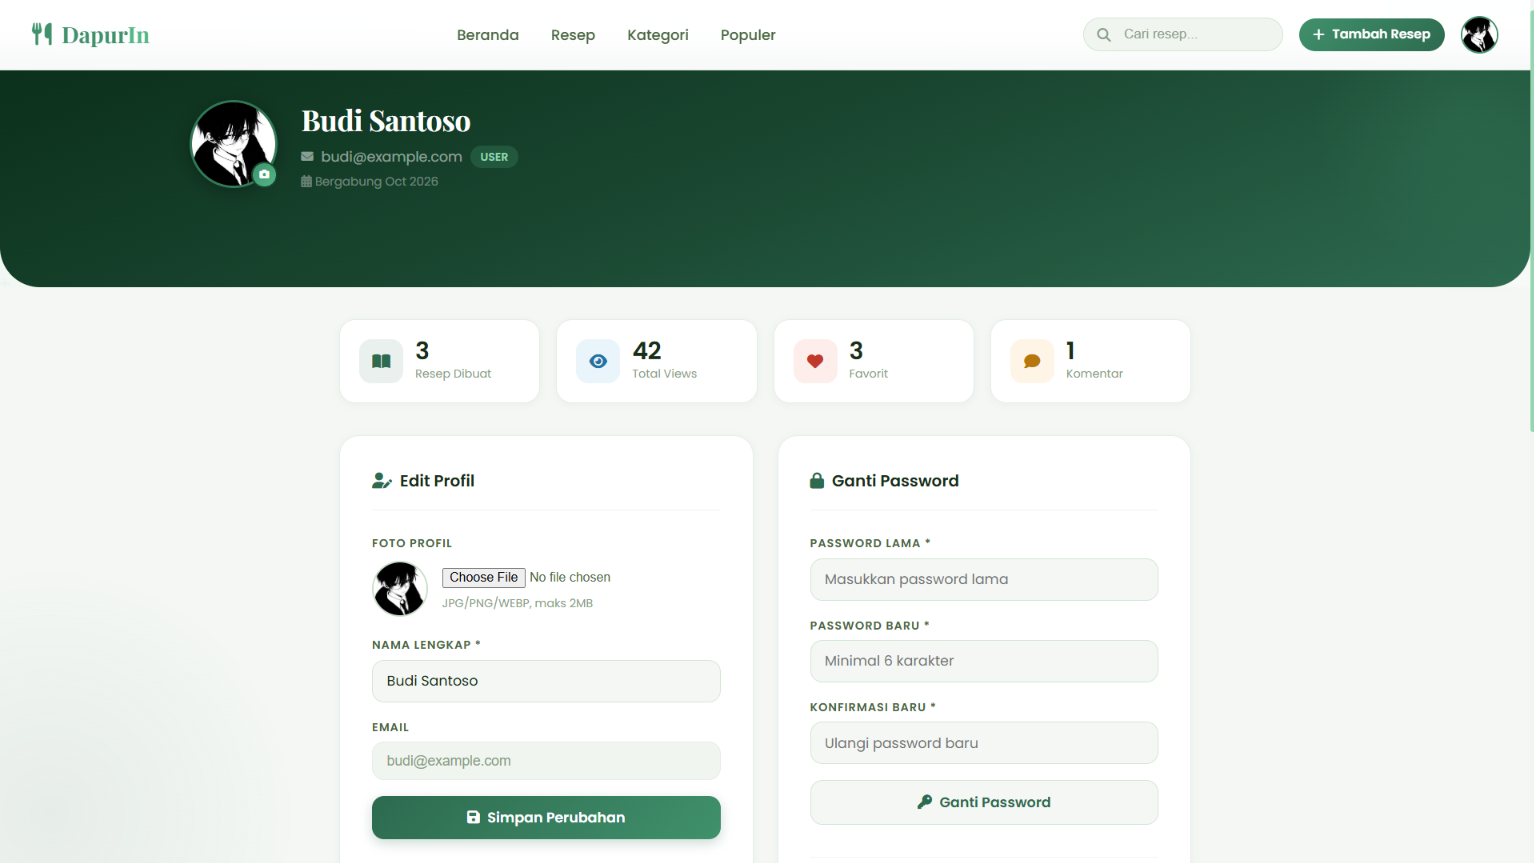 DapurIn
Beranda
Resep
Kategori
Populer
Cari resep...
Tambah Resep
Budi Santoso
budi@example.com
USER
Bergabung Oct 2026
3
Resep Dibuat
42
Total Views
3
Favorit
1
Komentar
Edit Profil
FOTO PROFIL
Choose File No file chosen
JPG/PNG/WEBP, maks 2MB
NAMA LENGKAP *
Budi Santoso
EMAIL
budi@example.com
Simpan Perubahan
Ganti Password
PASSWORD LAMA *
Masukkan password lama
PASSWORD BARU *
Minimal 6 karakter
KONFIRMASI BARU *
Ulangi password baru
Ganti Password